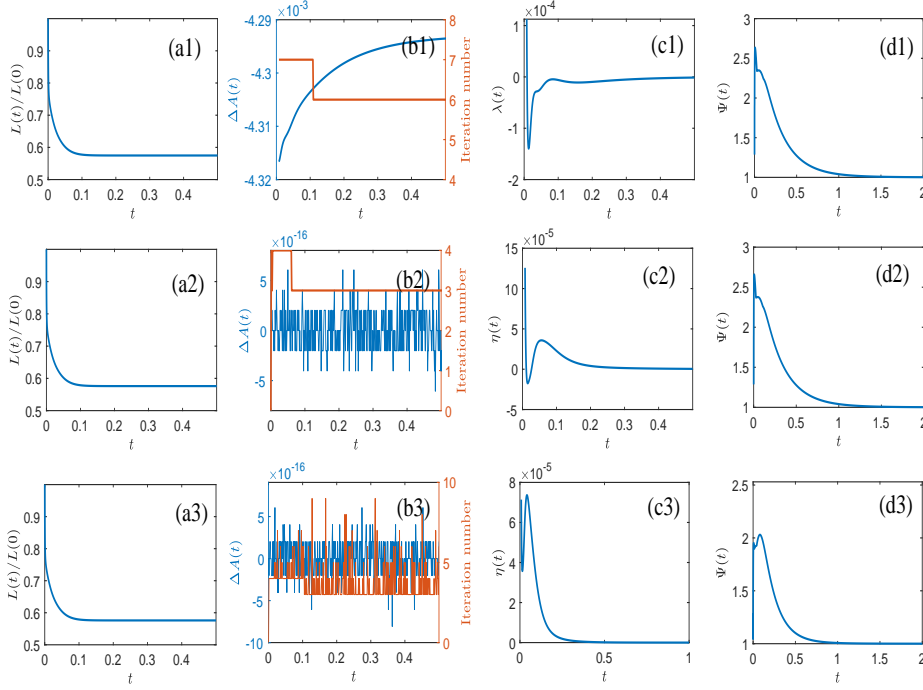 ×10⁻³
×10⁻⁴
0.9
0.8
0.7
0.6
0.5
0 0.1 0.2 0.3 0.4
t
L(t)/L(0)
(a1)
-4.29
-4.3
-4.31
-4.32
0 0.1 0.2 0.3 0.4
t
ΔA(t)
8
7
6
5
4
Iteration number
(b1)
1
0
-1
-2
0 0.1 0.2 0.3 0.4
t
λ(t)
(c1)
3
2.5
2
1.5
1
0 0.5 1 1.5 2
t
Ψ(t)
(d1)
×10⁻¹⁶
×10⁻⁵
0.9
0.8
0.7
0.6
0.5
0 0.1 0.2 0.3 0.4
t
L(t)/L(0)
(a2)
5
0
-5
0 0.1 0.2 0.3 0.4
t
ΔA(t)
4
3
2
1
0
Iteration number
(b2)
15
10
5
0
-5
0 0.1 0.2 0.3 0.4
t
η(t)
(c2)
3
2.5
2
1.5
1
0 0.5 1 1.5 2
t
Ψ(t)
(d2)
×10⁻¹⁶
×10⁻⁵
0.9
0.8
0.7
0.6
0.5
0 0.1 0.2 0.3 0.4
t
L(t)/L(0)
(a3)
5
0
-5
-10
0 0.1 0.2 0.3 0.4
t
ΔA(t)
10
5
0
Iteration number
(b3)
8
6
4
2
0
0 0.5 1
t
η(t)
(c3)
2.5
2
1.5
1
0 0.5 1 1.5 2
t
Ψ(t)
(d3)